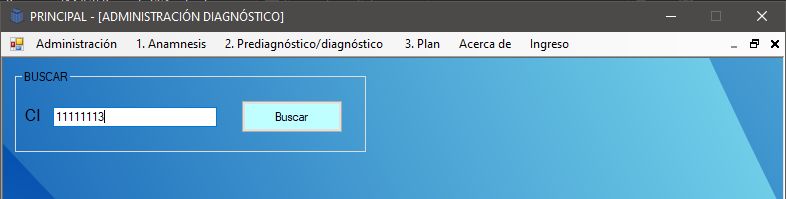 PRINCIPAL - [ADMINISTRACIÓN DIAGNÓSTICO]
Administración 1. Anamnesis 2. Prediagnóstico/diagnóstico 3. Plan Acerca de Ingreso
BUSCAR
CI 11111113 Buscar